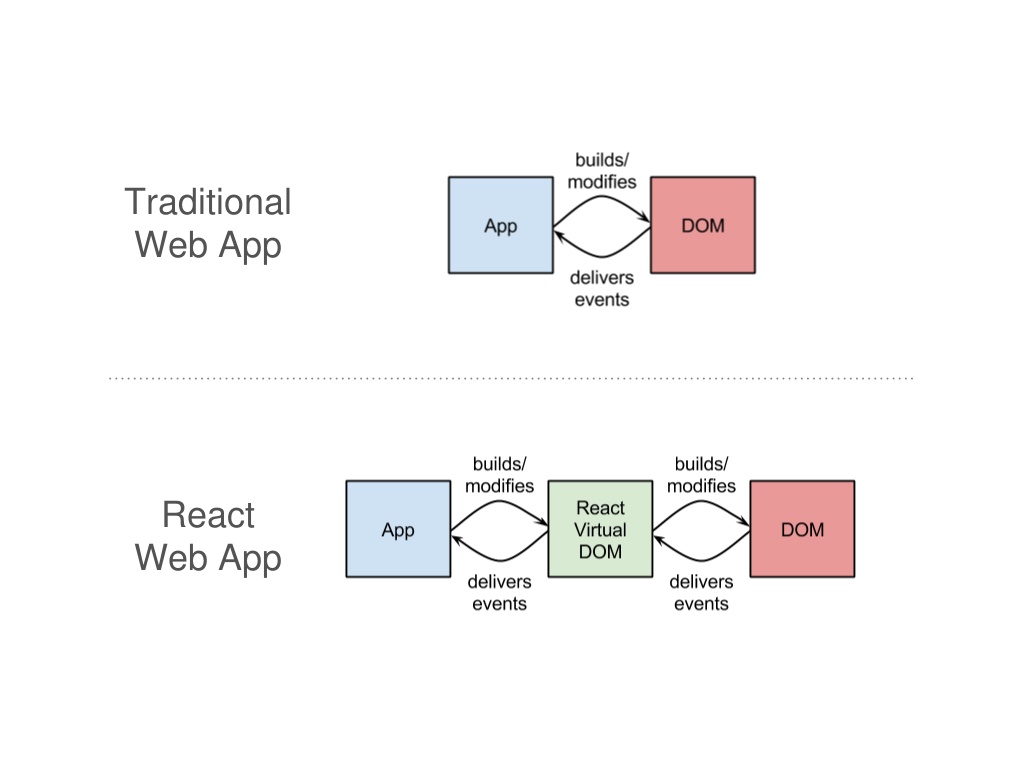 Traditional
Web App
builds/
modifies
App
DOM
delivers
events
React
Web App
builds/
modifies
builds/
modifies
App
React
Virtual
DOM
DOM
delivers
events
delivers
events